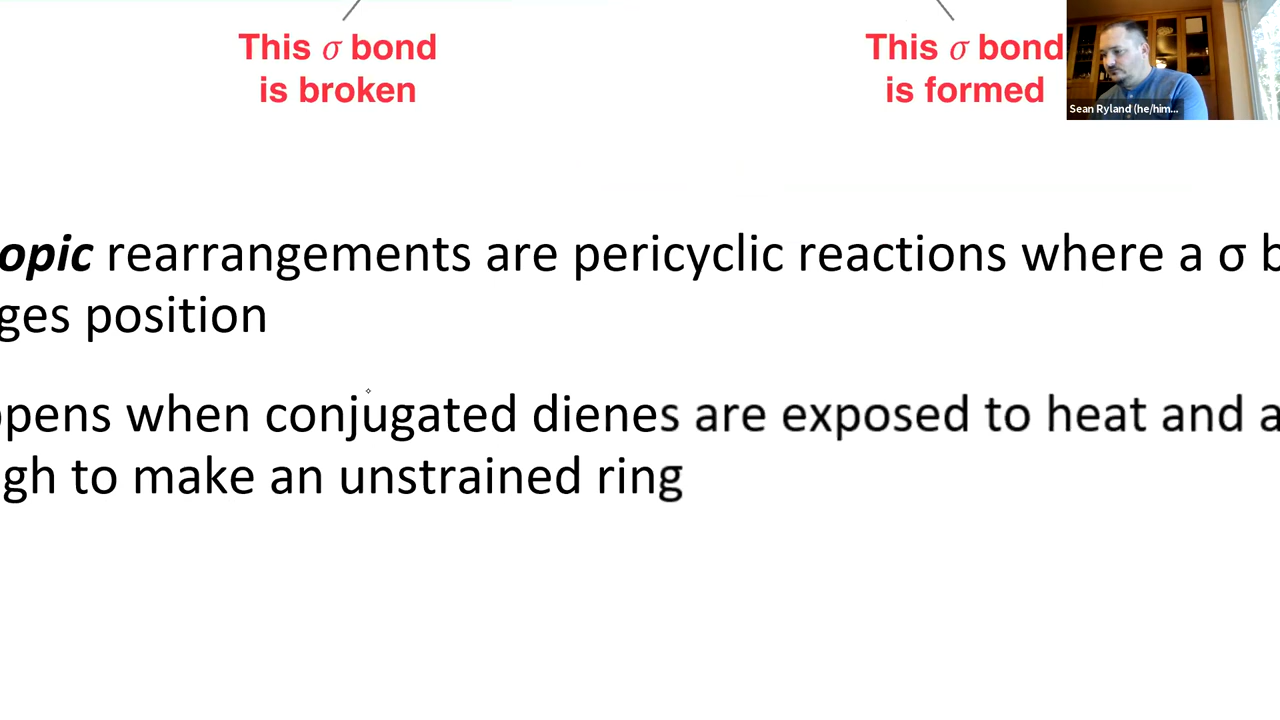 This σ bond
is broken
This σ bond
is formed
Sean Ryland (he/him...
opic rearrangements are pericyclic reactions where a σ b
ges position
ppens when conjugated dienes are exposed to heat and a
gh to make an unstrained ring